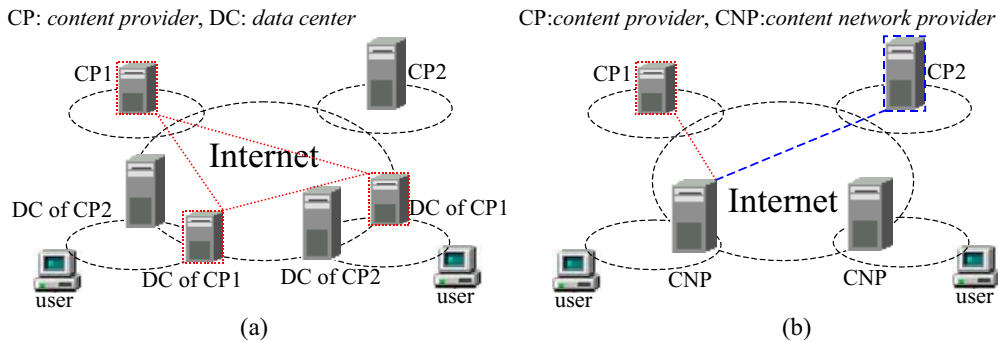 CP: content provider, DC: data center
CP1
CP2
Internet
DC of CP2
DC of CP1
DC of CP1
DC of CP2
user
user
(a)
CP:content provider, CNP:content network provider
CP1
CP2
Internet
CNP
CNP
user
user
(b)